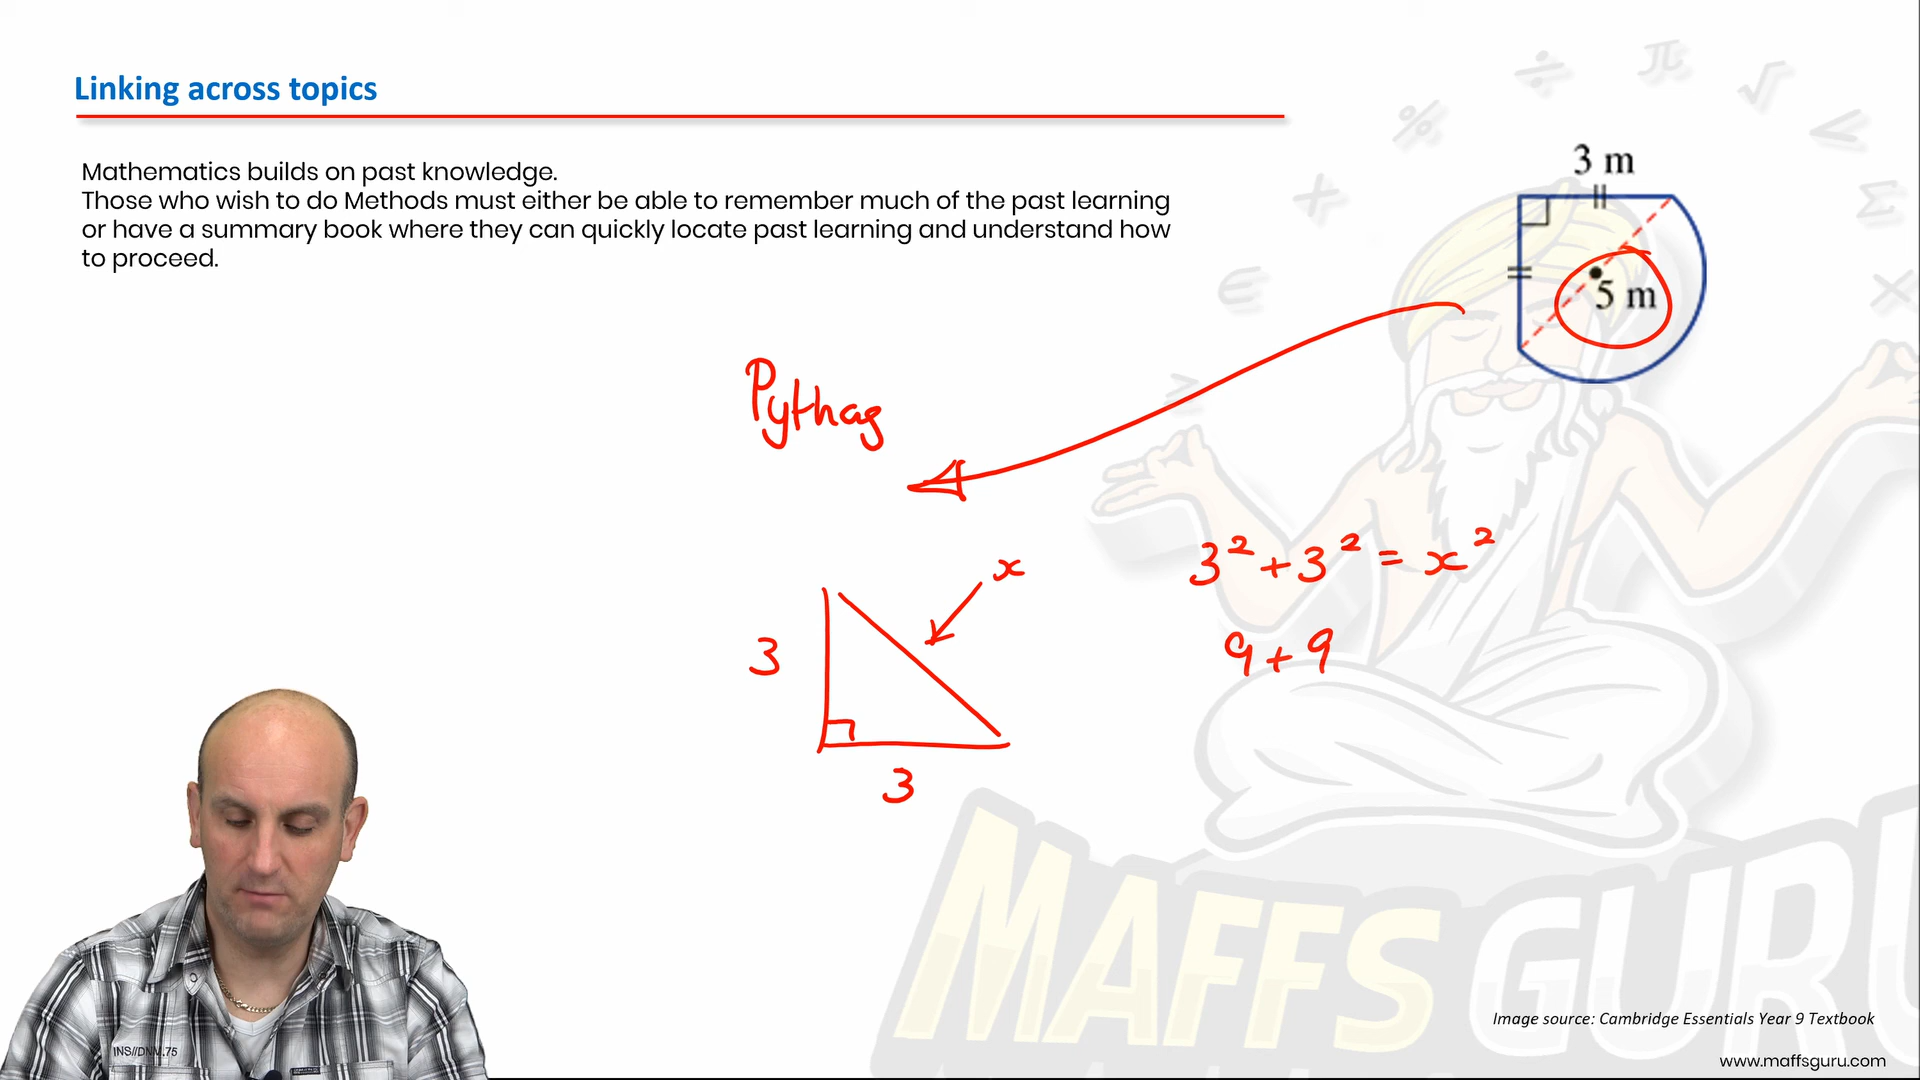 Linking across topics
Mathematics builds on past knowledge.
Those who wish to do Methods must either be able to remember much of the past learning
or have a summary book where they can quickly locate past learning and understand how
to proceed.
3 m
5 m
Pythag
x
3² + 3² = x²
3
9 + 9
3
MAFFS GURU
INS//DNM.75
Image source: Cambridge Essentials Year 9 Textbook
www.maffsguru.com